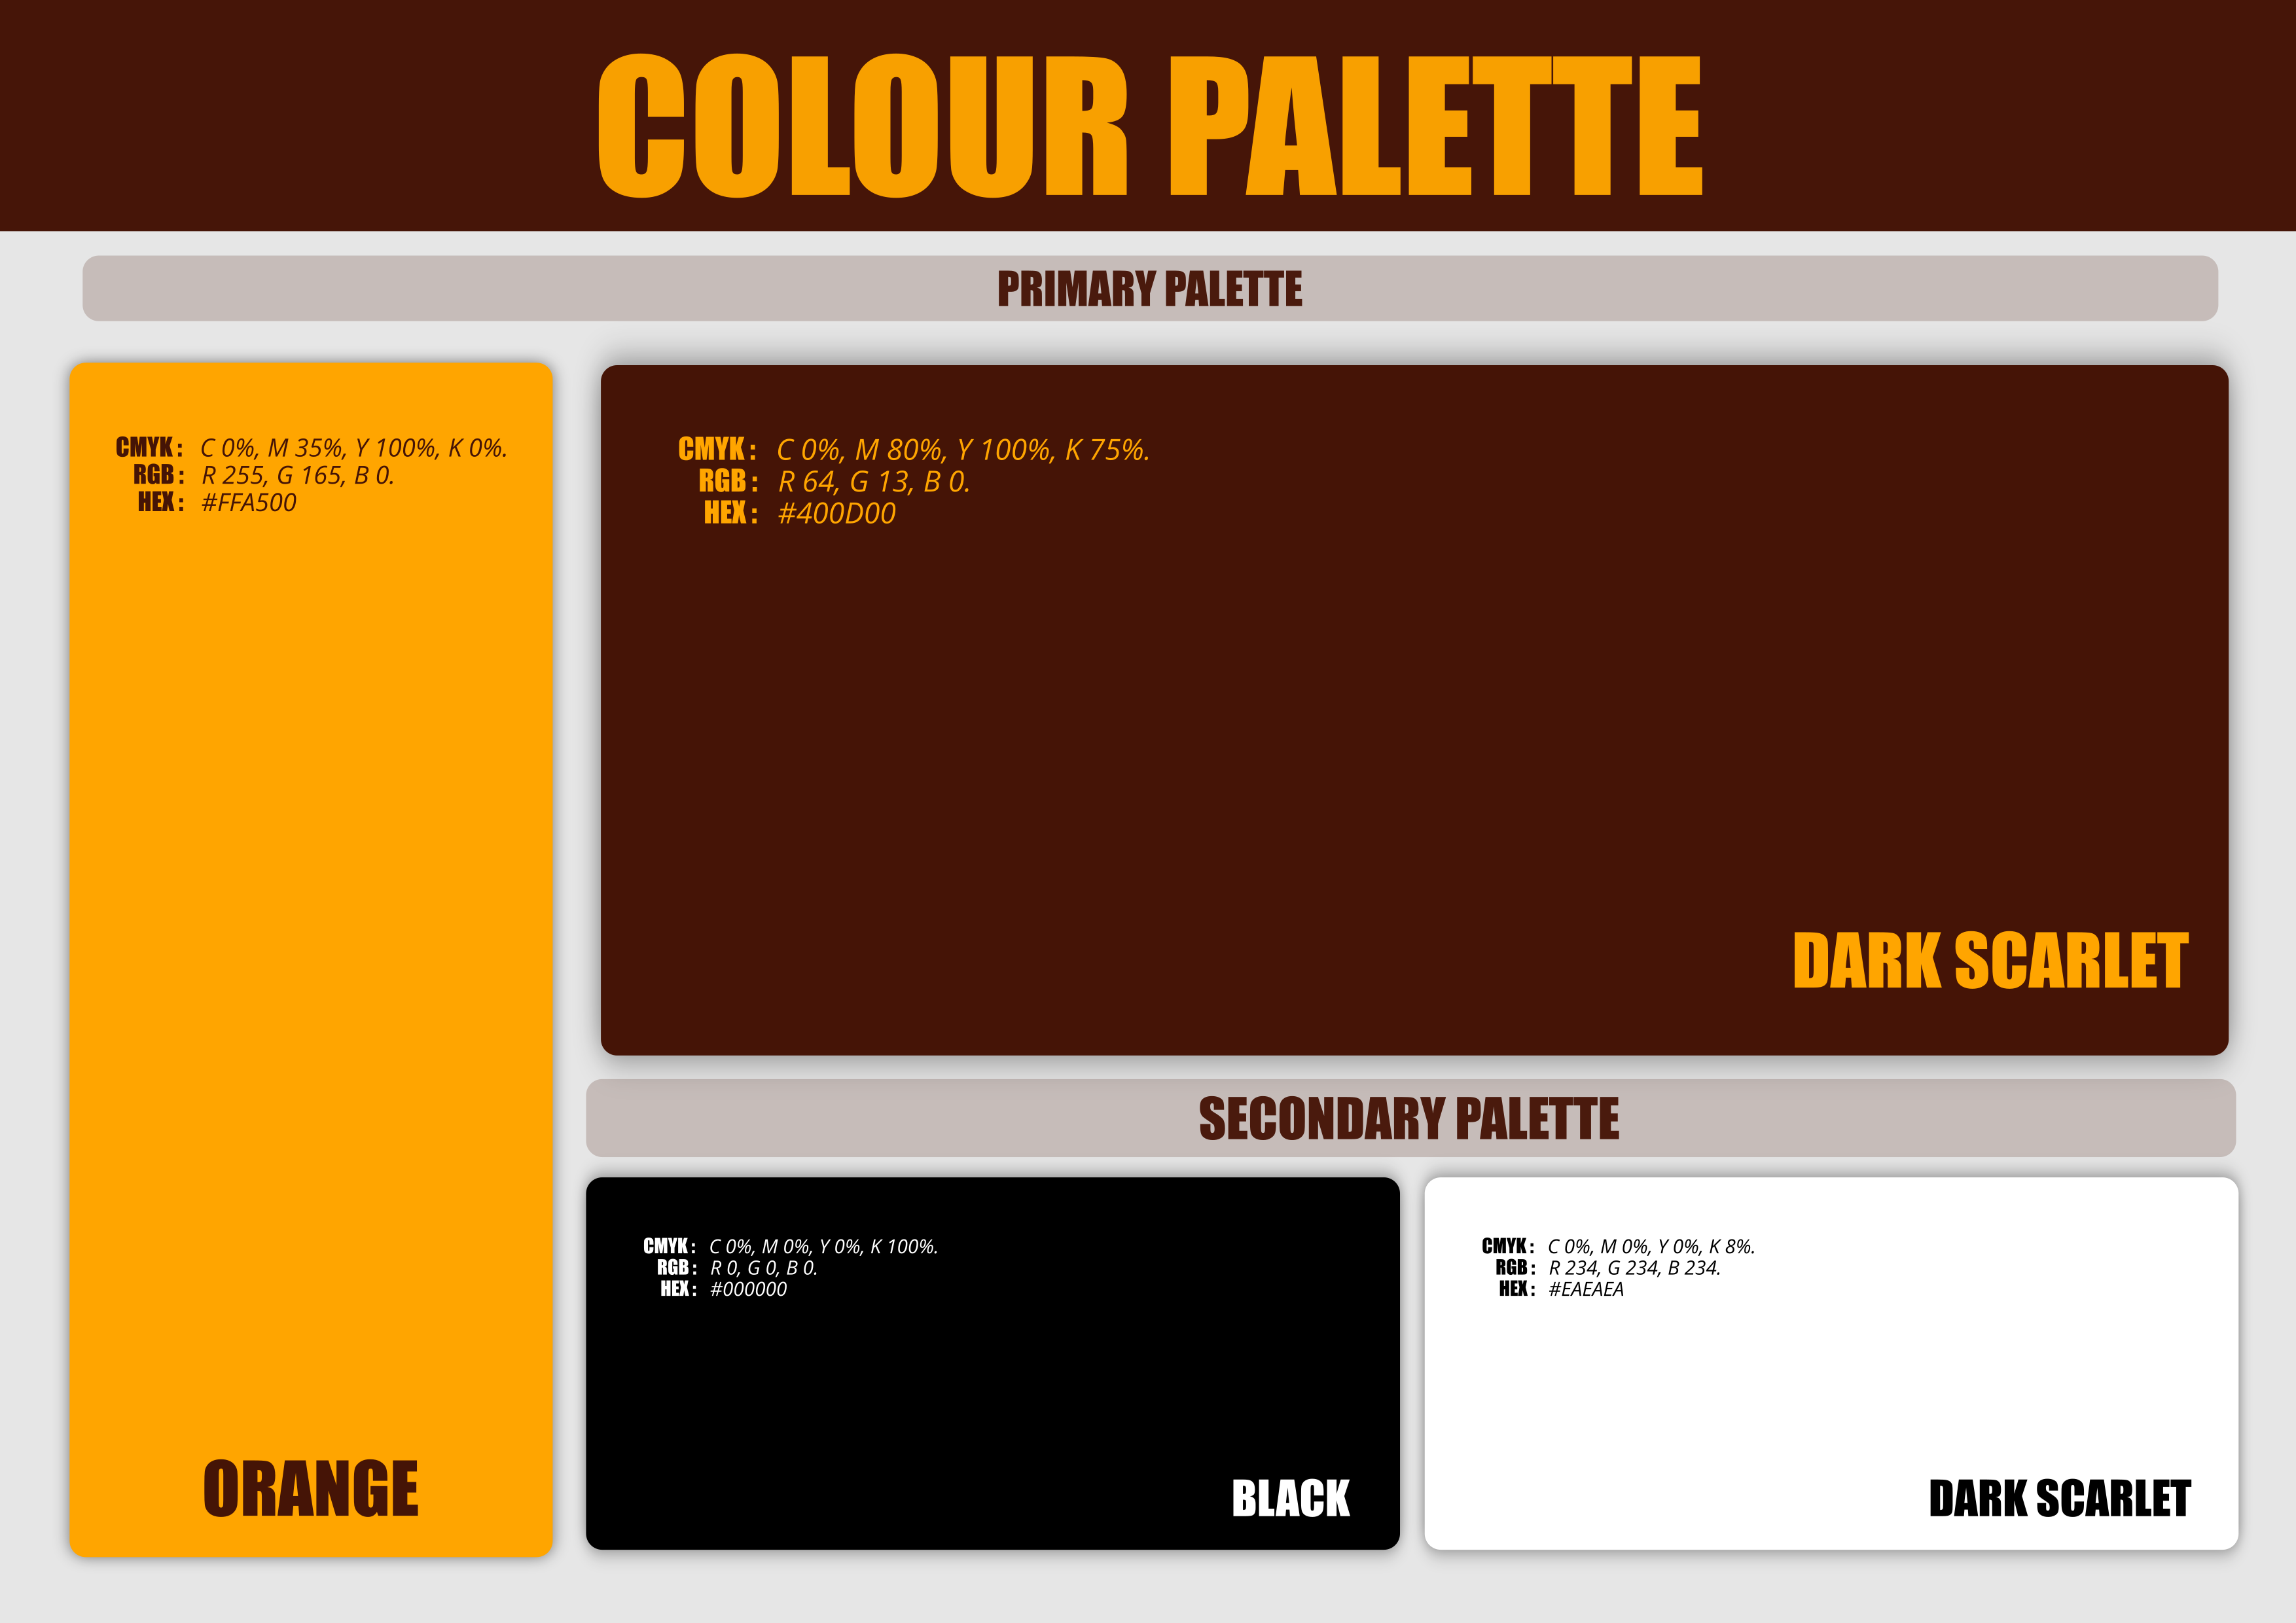 COLOUR PALETTE
PRIMARY PALETTE
CMYK: C 0%, M 35%, Y 100%, K 0%.
RGB: R 255, G 165, B 0.
HEX: #FFA500
ORANGE
CMYK: C 0%, M 80%, Y 100%, K 75%.
RGB: R 64, G 13, B 0.
HEX: #400D00
DARK SCARLET
SECONDARY PALETTE
CMYK: C 0%, M 0%, Y 0%, K 100%.
RGB: R 0, G 0, B 0.
HEX: #000000
BLACK
CMYK: C 0%, M 0%, Y 0%, K 8%.
RGB: R 234, G 234, B 234.
HEX: #EAEAEA
DARK SCARLET